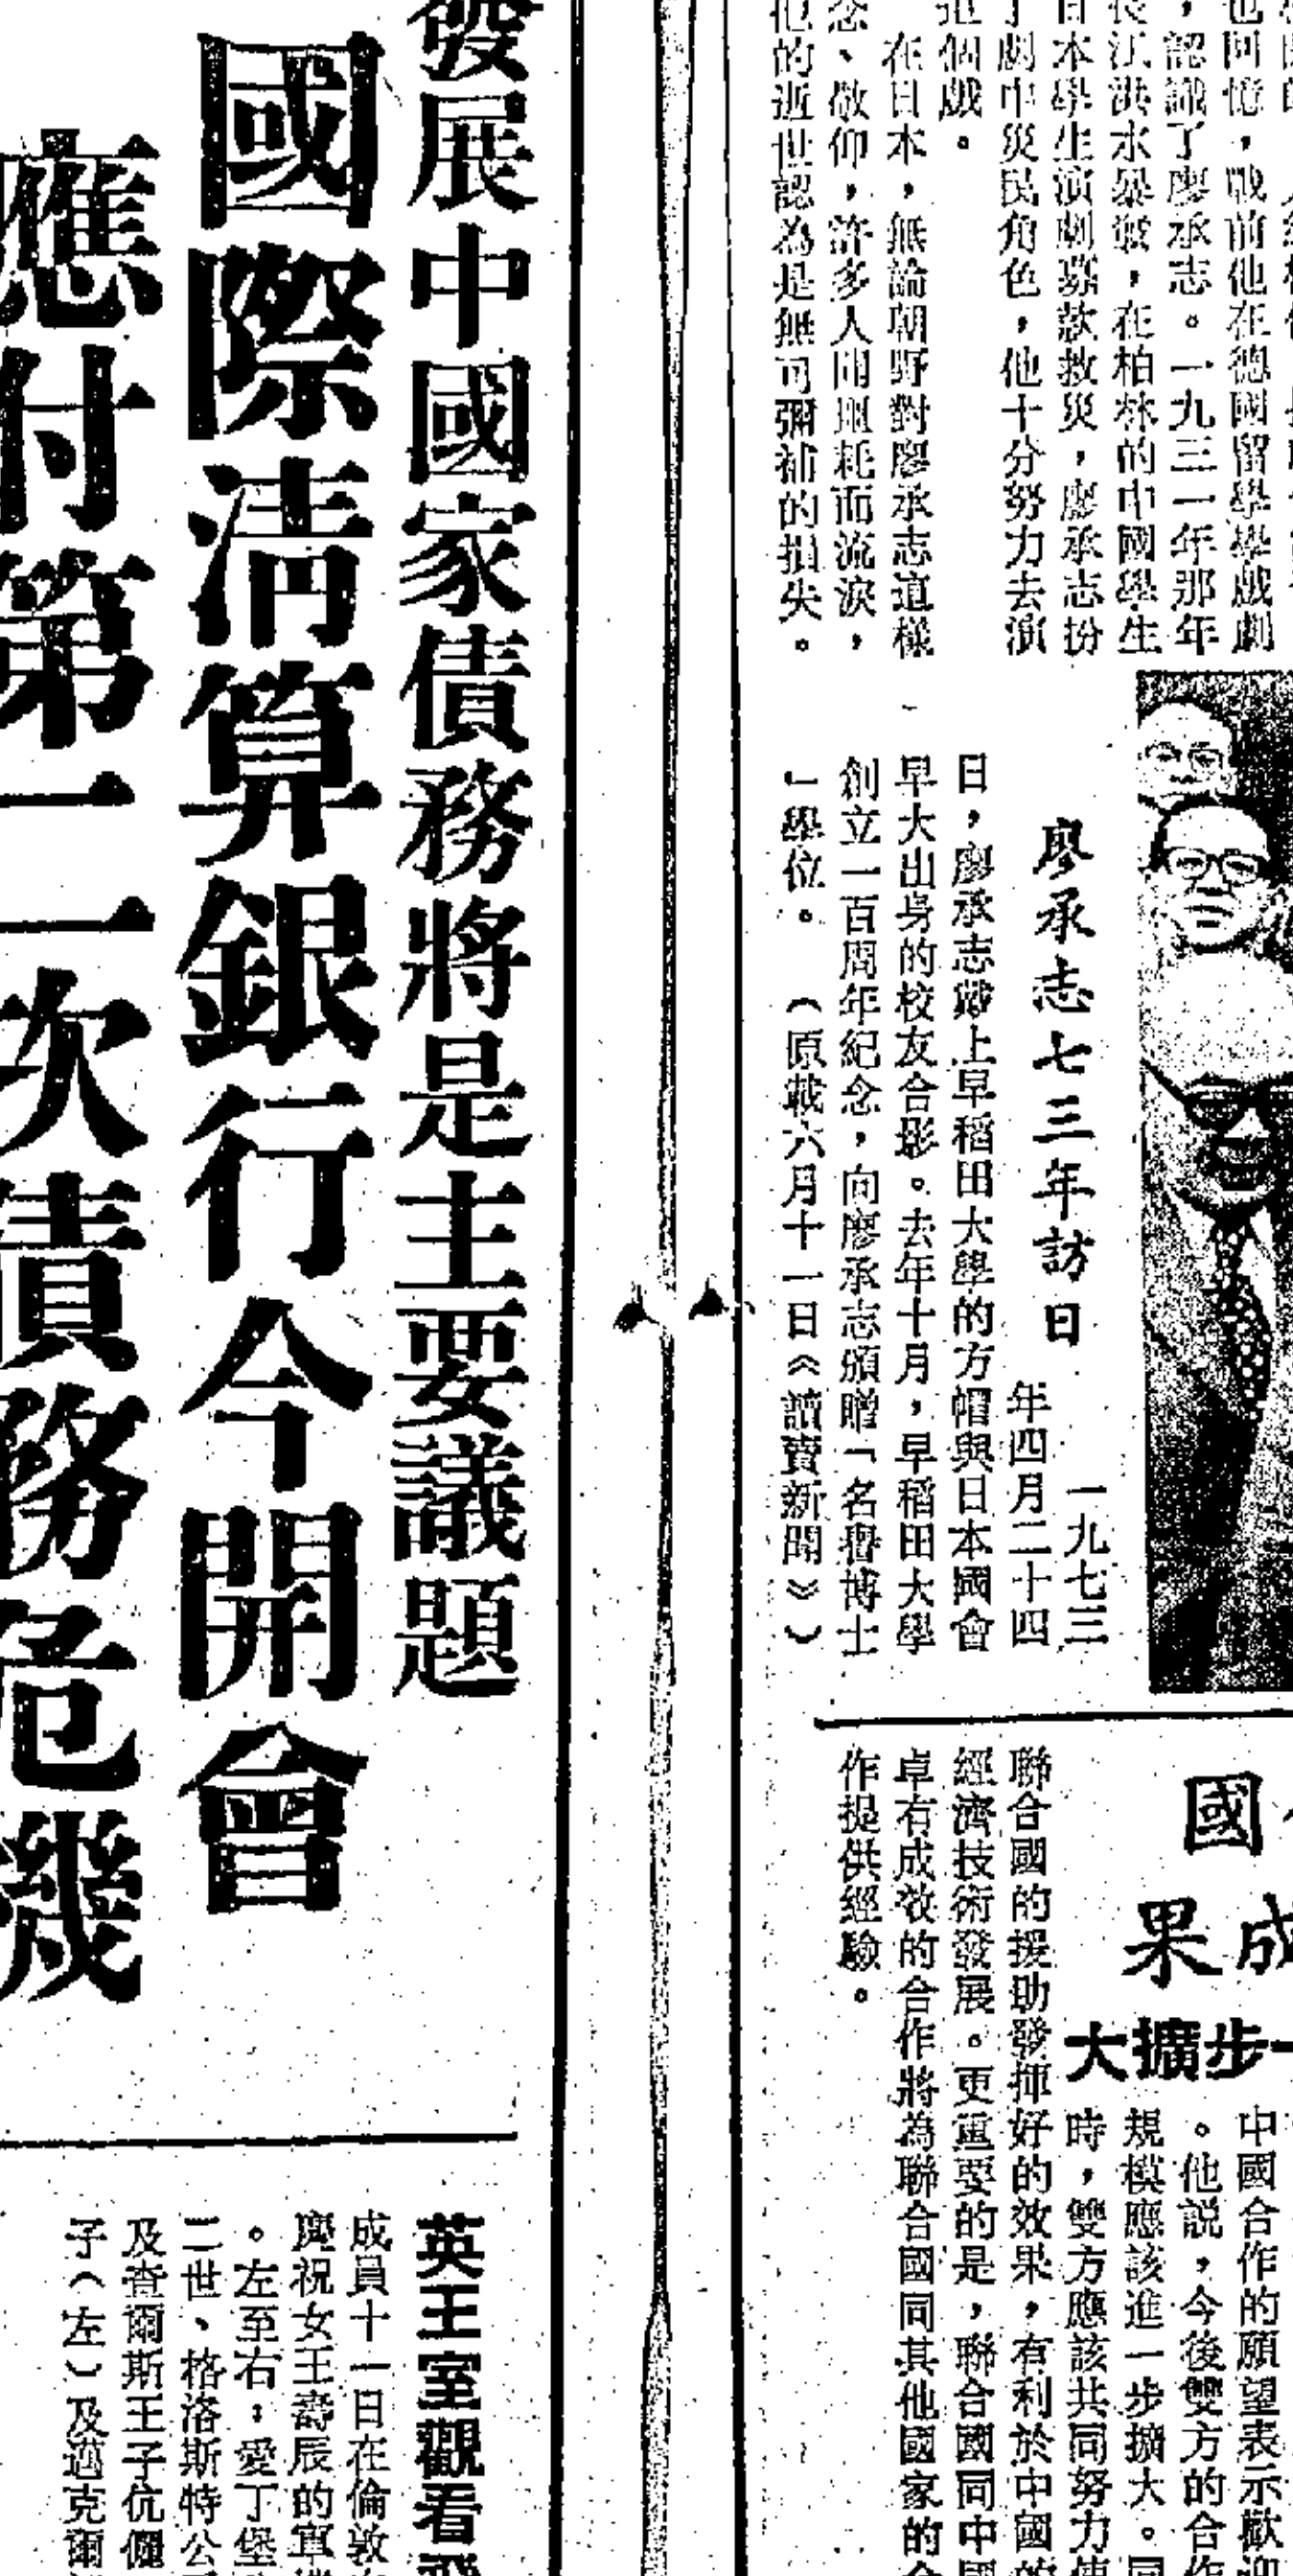 也回憶，戰前他在德國留學學戲劇
，認識了廖承志。一九三一年那年
長江洪水暴發，在柏林的中國學生
日本學生演劇募款救災，廖承志扮
了劇中災民角色，他十分努力去演
這個戲。
在日本，無論朝野對廖承志這樣
念、敬仰，許多人聞噩耗而流淚，
他的逝世認為是無可彌補的損失。
廖承志七三年訪日
一九七三
年四月二十四
日，廖承志戴上早稻田大學的方帽與日本國會
早大出身的校友合影。去年十月，早稻田大學
創立一百周年紀念，向廖承志頒贈「名譽博士
」學位。　（原載六月十一日《讀賣新聞》）
國
成果
一步擴大
中國合作的願望表示歡迎
。他説，今後雙方的合作
規模應該進一步擴大。同
時，雙方應該共同努力使
聯合國的援助發揮好的效果，有利於中國的
經濟技術發展。更重要的是，聯合國同中國
卓有成效的合作將為聯合國同其他國家的合
作提供經驗。
發展中國家債務將是主要議題
國際清算銀行今開會
應付第二次債務危機
英王室觀看飛
成員十一日在倫敦
慶祝女王壽辰的軍
。左至右：愛丁堡
二世、格洛斯特公
及查爾斯王子伉儷
子（左）及邁克爾